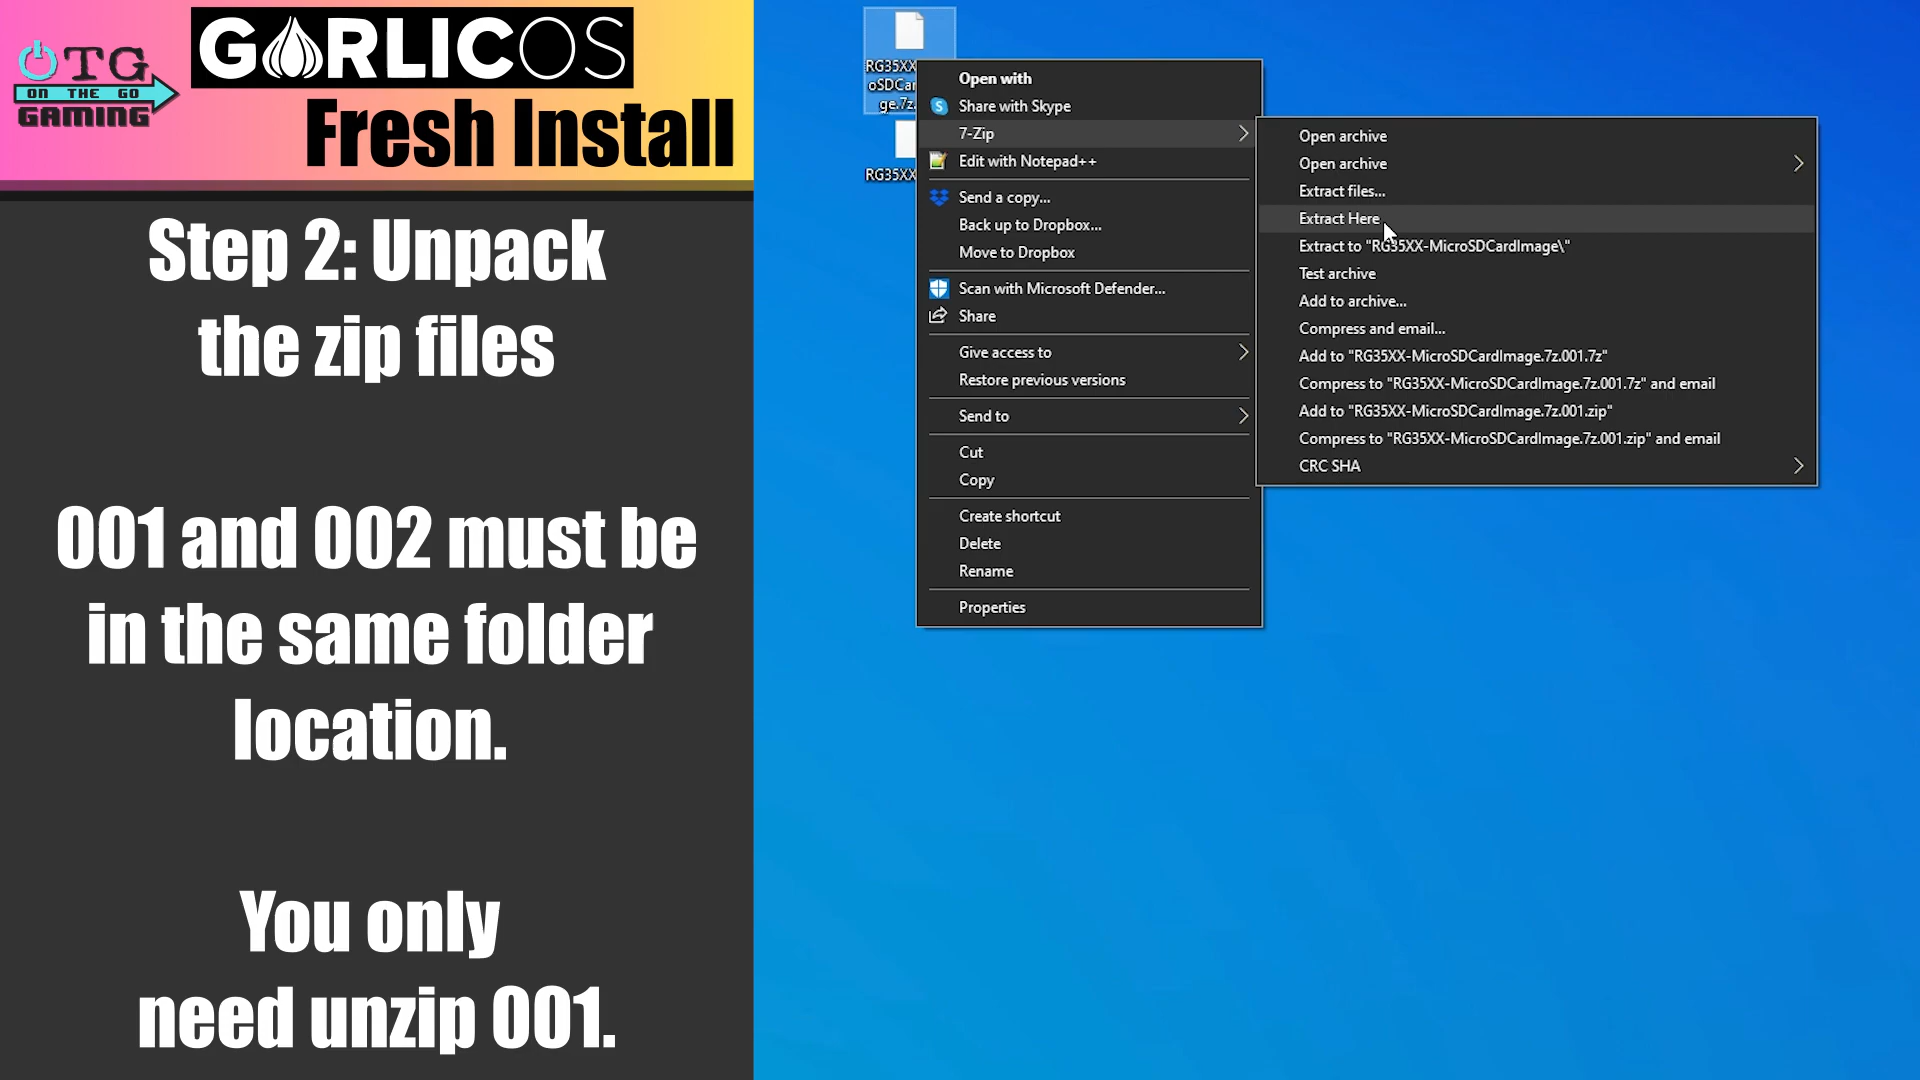 OTG
ON THE GO
GAMING
GARLICOS
Fresh Install
Step 2: Unpack
the zip files
001 and 002 must be
in the same folder
location.
You only
need unzip 001.
RG35XX
oSDCar
ge.7z.
RG35XX
Open with
Share with Skype
7-Zip
Edit with Notepad++
Send a copy...
Back up to Dropbox...
Move to Dropbox
Scan with Microsoft Defender...
Share
Give access to
Restore previous versions
Send to
Cut
Copy
Create shortcut
Delete
Rename
Properties
Open archive
Open archive
Extract files...
Extract Here
Extract to "RG35XX-MicroSDCardImage\"
Test archive
Add to archive...
Compress and email...
Add to "RG35XX-MicroSDCardImage.7z.001.7z"
Compress to "RG35XX-MicroSDCardImage.7z.001.7z" and email
Add to "RG35XX-MicroSDCardImage.7z.001.zip"
Compress to "RG35XX-MicroSDCardImage.7z.001.zip" and email
CRC SHA